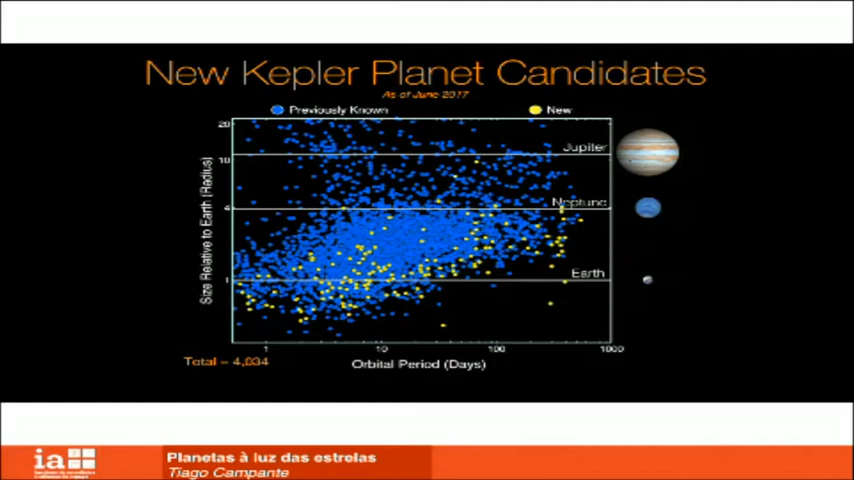 New Kepler Planet Candidates
As of June 2017
Previously Known
New
20
Jupiter
10
Neptune
4
Earth
1
Size Relative to Earth (Radius)
1
10
100
1000
Total = 4,034
Orbital Period (Days)
ia
Planetas à luz das estrelas
Tiago Campante